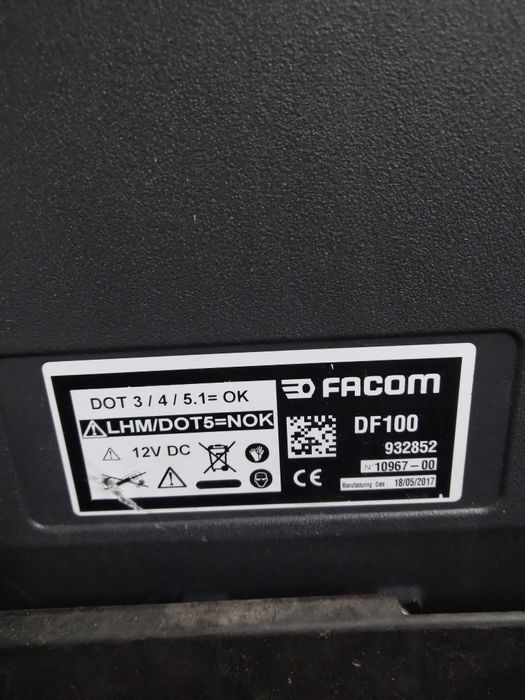 DOT 3 / 4 / 5.1= OK
LHM/DOT5=NOK
12V DC
FACOM
DF100
932852
N°10967-00
CE
Manufacturing Date : 18/05/2017